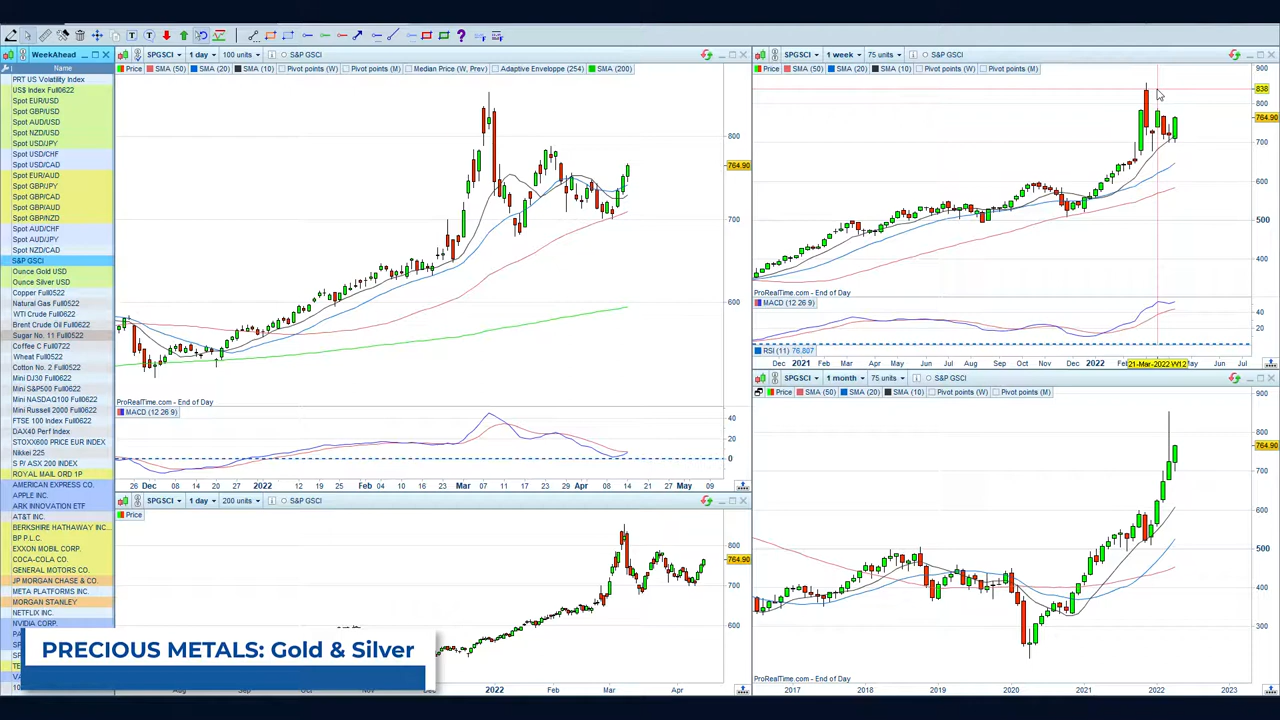 WeekAhead
Name
PRT US Volatility Index
US$ Index Full0622
Spot EUR/USD
Spot GBP/USD
Spot AUD/USD
Spot NZD/USD
Spot USD/JPY
Spot USD/CHF
Spot USD/CAD
Spot EUR/AUD
Spot GBP/JPY
Spot GBP/CAD
Spot GBP/AUD
Spot GBP/NZD
Spot AUD/CHF
Spot AUD/JPY
Spot NZD/CAD
S&P GSCI
Ounce Gold USD
Ounce Silver USD
Copper Full0522
Natural Gas Full0522
WTI Crude Full0622
Brent Crude Oil Full0622
Sugar No. 11 Full0522
Coffee C Full0722
Wheat Full0522
Cotton No. 2 Full0522
Mini DJ30 Full0622
Mini S&P500 Full0622
Mini NASDAQ100 Full0622
Mini Russell 2000 Full0622
FTSE 100 Index Full0622
DAX40 Perf Index
STOXX600 PRICE EUR INDEX
Nikkei 225
S P/ ASX 200 INDEX
ROYAL MAIL ORD 1P
AMERICAN EXPRESS CO.
APPLE INC.
ARK INNOVATION ETF
AT&T INC.
BERKSHIRE HATHAWAY INC...
BP P.L.C.
EXXON MOBIL CORP.
COCA-COLA CO.
GENERAL MOTORS CO.
JP MORGAN CHASE & CO.
META PLATFORMS INC.
MORGAN STANLEY
NETFLIX INC.
NVIDIA CORP.
SPGSCI 1 day 100 units i S&P GSCI
Price SMA (50) SMA (20) SMA (10) Pivot points (W) Pivot points (M) Median Price (W, Prev) Adaptive Enveloppe (254) SMA (200)
800
764.90
700
600
ProRealTime.com - End of Day
MACD (12 26 9)
40
20
0
26 Dec 08 15 23 2022 17 25 Feb 08 15 23 Mar 07 11 17 23 29 Apr 08 14 21 27 May 09
SPGSCI 1 day 200 units i S&P GSCI
Price
800
764.90
700
600
2022 Feb Mar Apr
SPGSCI 1 week 75 units i S&P GSCI
Price SMA (50) SMA (20) SMA (10) Pivot points (W) Pivot points (M)
900
838
800
764.90
600
500
400
ProRealTime.com - End of Day
MACD (12 26 9)
40
20
RSI (11) 76.807
Dec 2021 Feb Mar Apr May Jun Jul Aug Sep Oct Nov Dec 2022 21-Mar-2022 W12 May Jun Jul
SPGSCI 1 month 75 units i S&P GSCI
Price SMA (50) SMA (20) SMA (10) Pivot points (W) Pivot points (M)
900
800
764.90
700
600
500
400
300
ProRealTime.com - End of Day
2017 2018 2019 2020 2021 2022 2023
PRECIOUS METALS: Gold & Silver